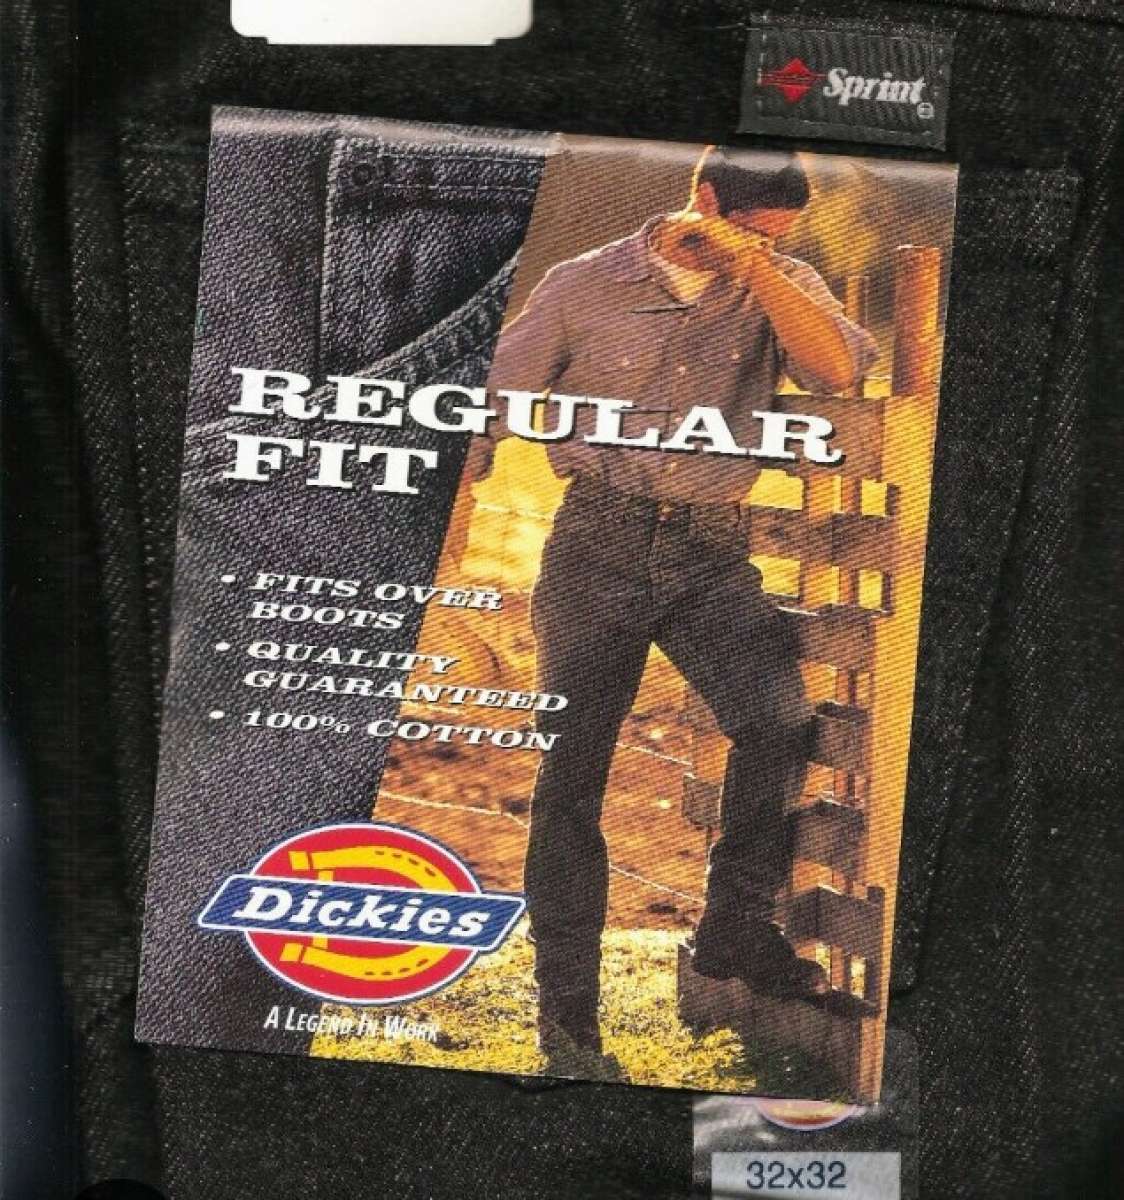 Sprint
REGULAR
FIT
• FITS OVER
BOOTS
• QUALITY
GUARANTEED
• 100% COTTON
Dickies
A LEGEND IN WORK
32x32